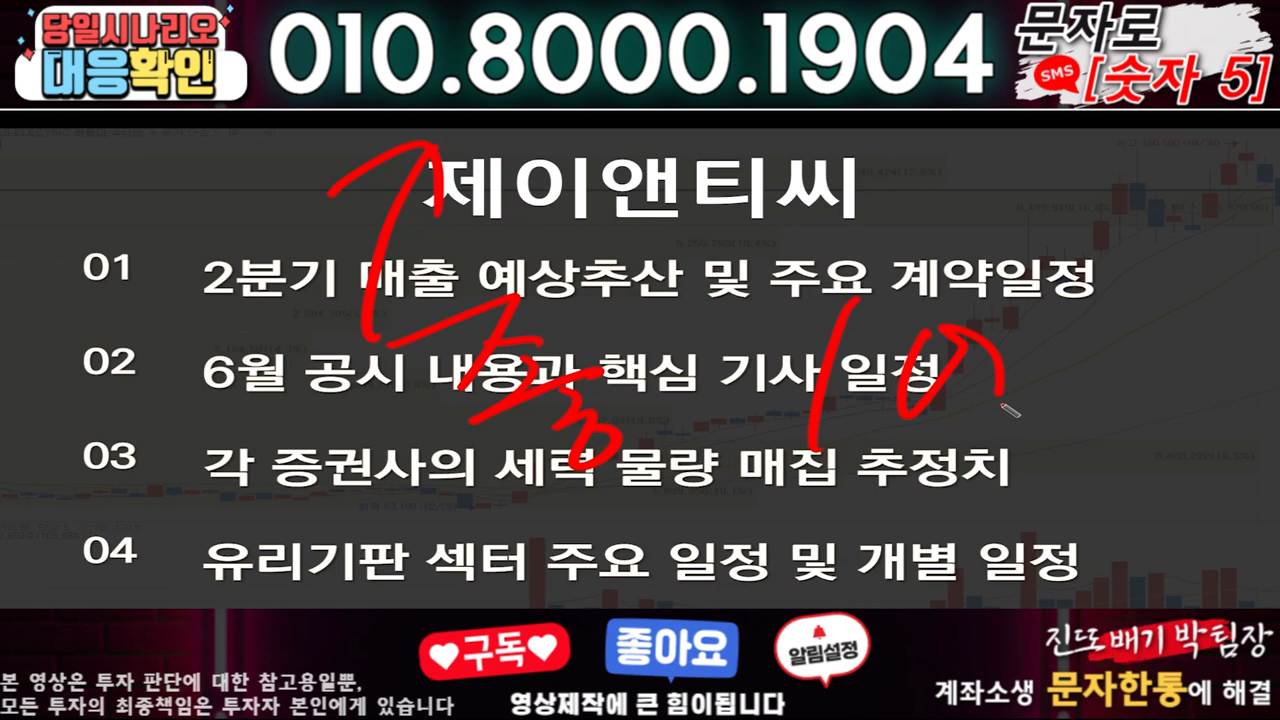 당일시나리오
대응확인
010.8000.1904
문자로
SMS [숫자 5]
제이앤티씨
01 2분기 매출 예상추산 및 주요 계약일정
02 6월 공시 내용과 핵심 기사 일정
03 각 증권사의 세력 물량 매집 추정치
04 유리기판 섹터 주요 일정 및 개별 일정
구독
좋아요
알림설정
영상제작에 큰 힘이됩니다
본 영상은 투자 판단에 대한 참고용일뿐,
모든 투자의 최종책임은 투자자 본인에게 있습니다
진또배기 박팀장
계좌소생 문자한통에 해결